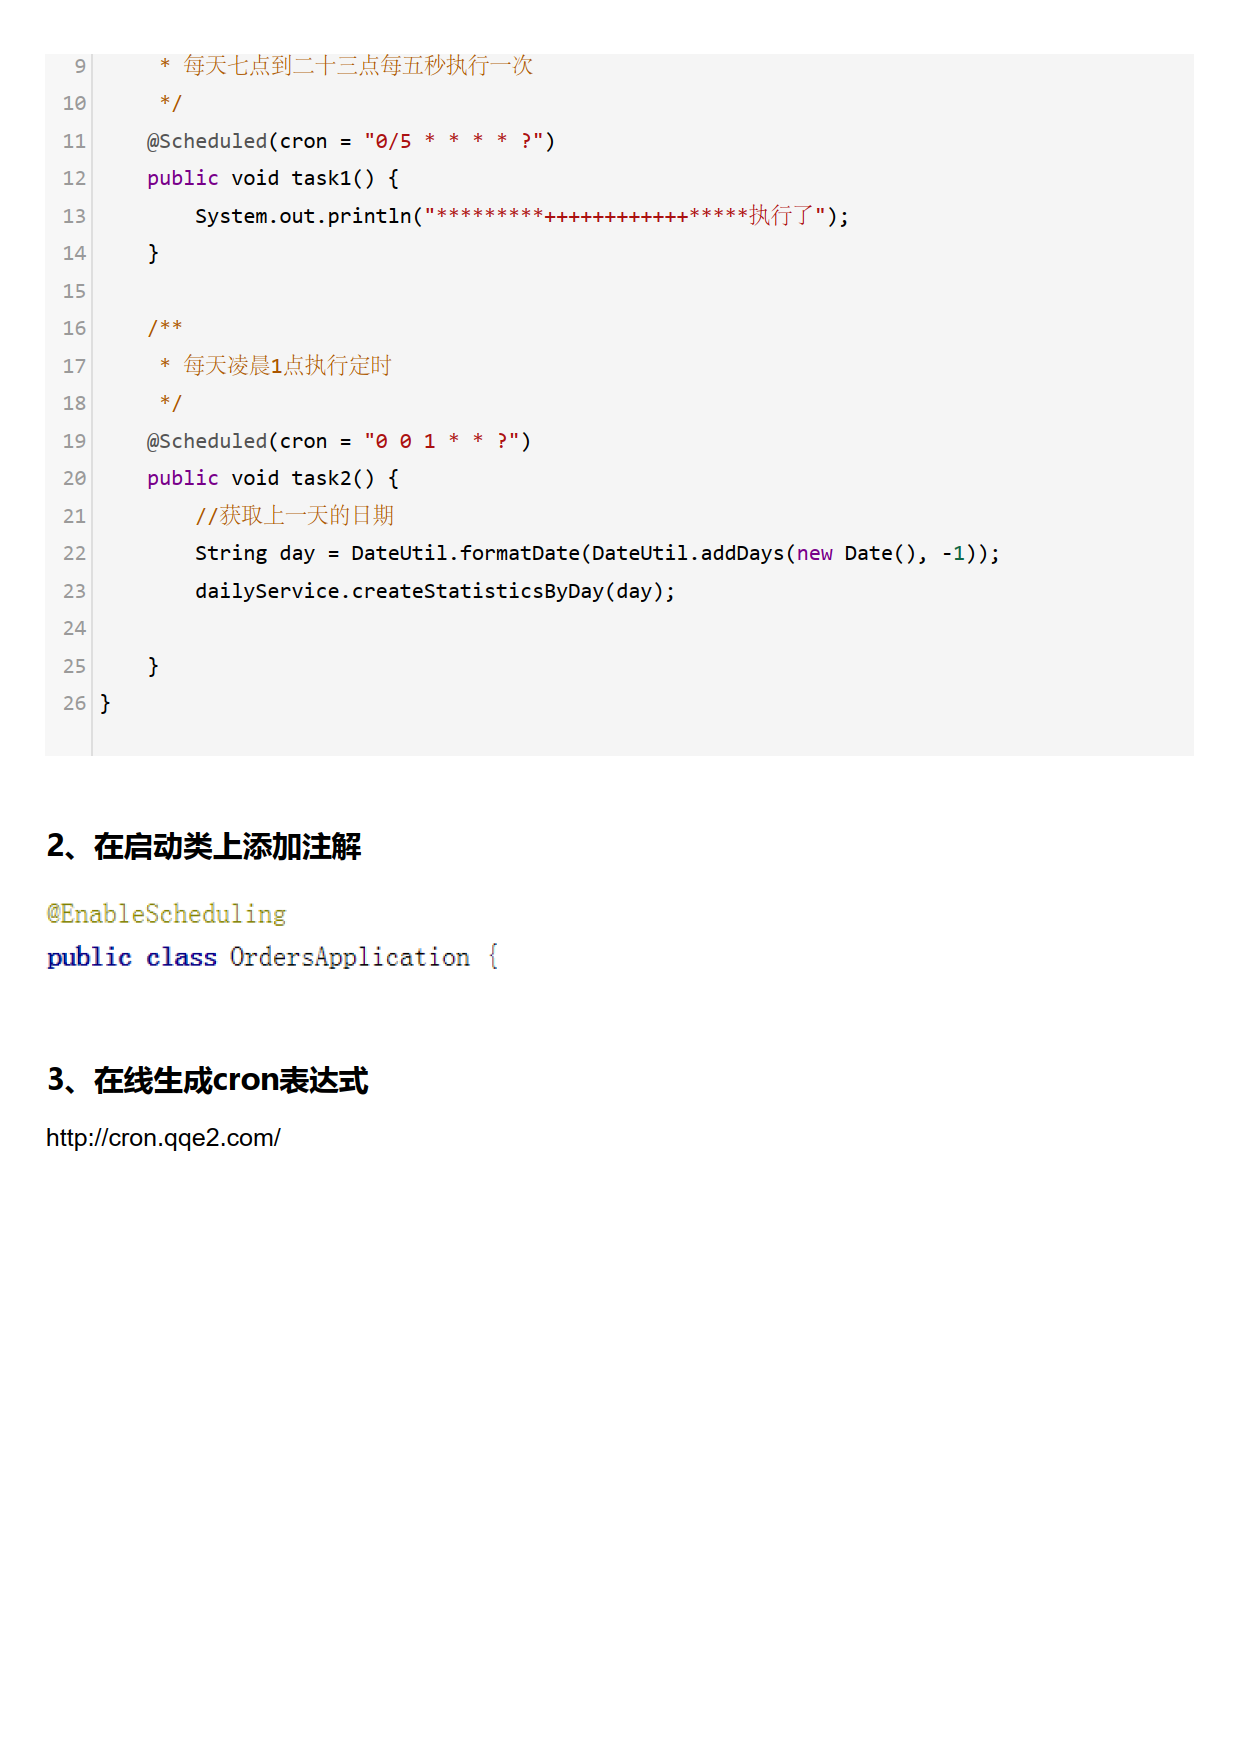 9 * 每天七点到二十三点每五秒执行一次
10 */
11 @Scheduled(cron = "0/5 * * * * ?")
12 public void task1() {
13 System.out.println("*********++++++++++++*****执行了");
14 }
15
16 /**
17 * 每天凌晨1点执行定时
18 */
19 @Scheduled(cron = "0 0 1 * * ?")
20 public void task2() {
21 //获取上一天的日期
22 String day = DateUtil.formatDate(DateUtil.addDays(new Date(), -1));
23 dailyService.createStatisticsByDay(day);
24
25 }
26 }
2、在启动类上添加注解
@EnableScheduling
public class OrdersApplication {
3、在线生成cron表达式
http://cron.qqe2.com/